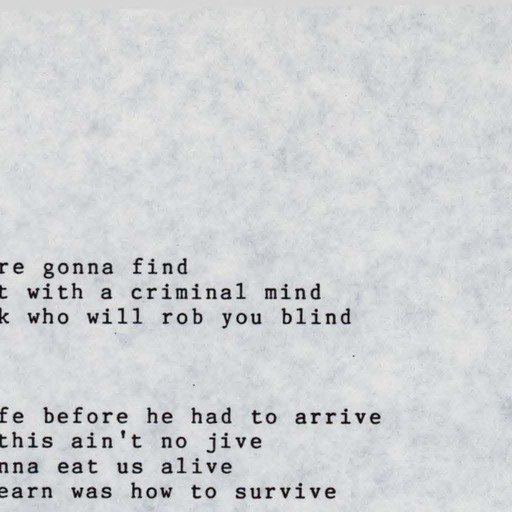 re gonna find
t with a criminal mind
k who will rob you blind
fe before he had to arrive
this ain't no jive
nna eat us alive
earn was how to survive